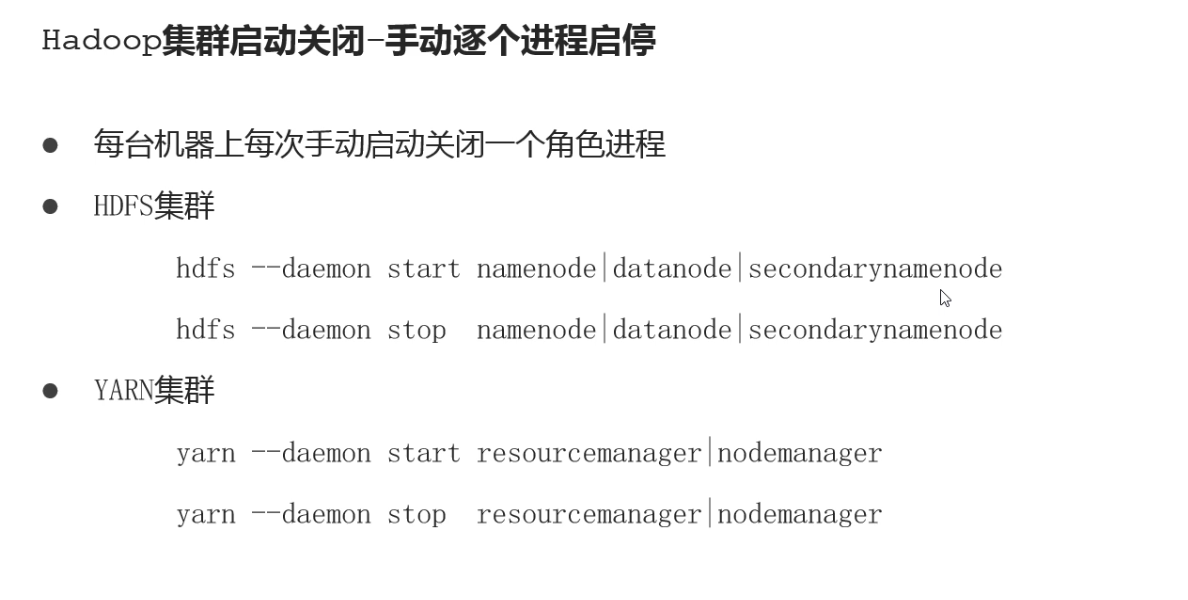 Hadoop集群启动关闭-手动逐个进程启停
● 每台机器上每次手动启动关闭一个角色进程
● HDFS集群
hdfs --daemon start namenode|datanode|secondarynamenode
hdfs --daemon stop  namenode|datanode|secondarynamenode
● YARN集群
yarn --daemon start resourcemanager|nodemanager
yarn --daemon stop  resourcemanager|nodemanager